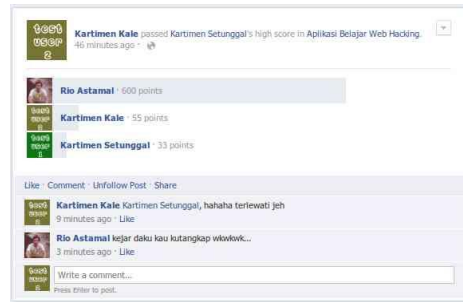 test
user
2
Kartimen Kale passed Kartimen Setunggal's high score in Aplikasi Belajar Web Hacking.
46 minutes ago ·
Rio Astamal · 600 points
Kartimen Kale · 55 points
Kartimen Setunggal · 33 points
Like · Comment · Unfollow Post · Share
Kartimen Kale Kartimen Setunggal, hahaha terlewati jeh
9 minutes ago · Like
Rio Astamal kejar daku kau kutangkap wkwkwk...
3 minutes ago · Like
Write a comment...
Press Enter to post.